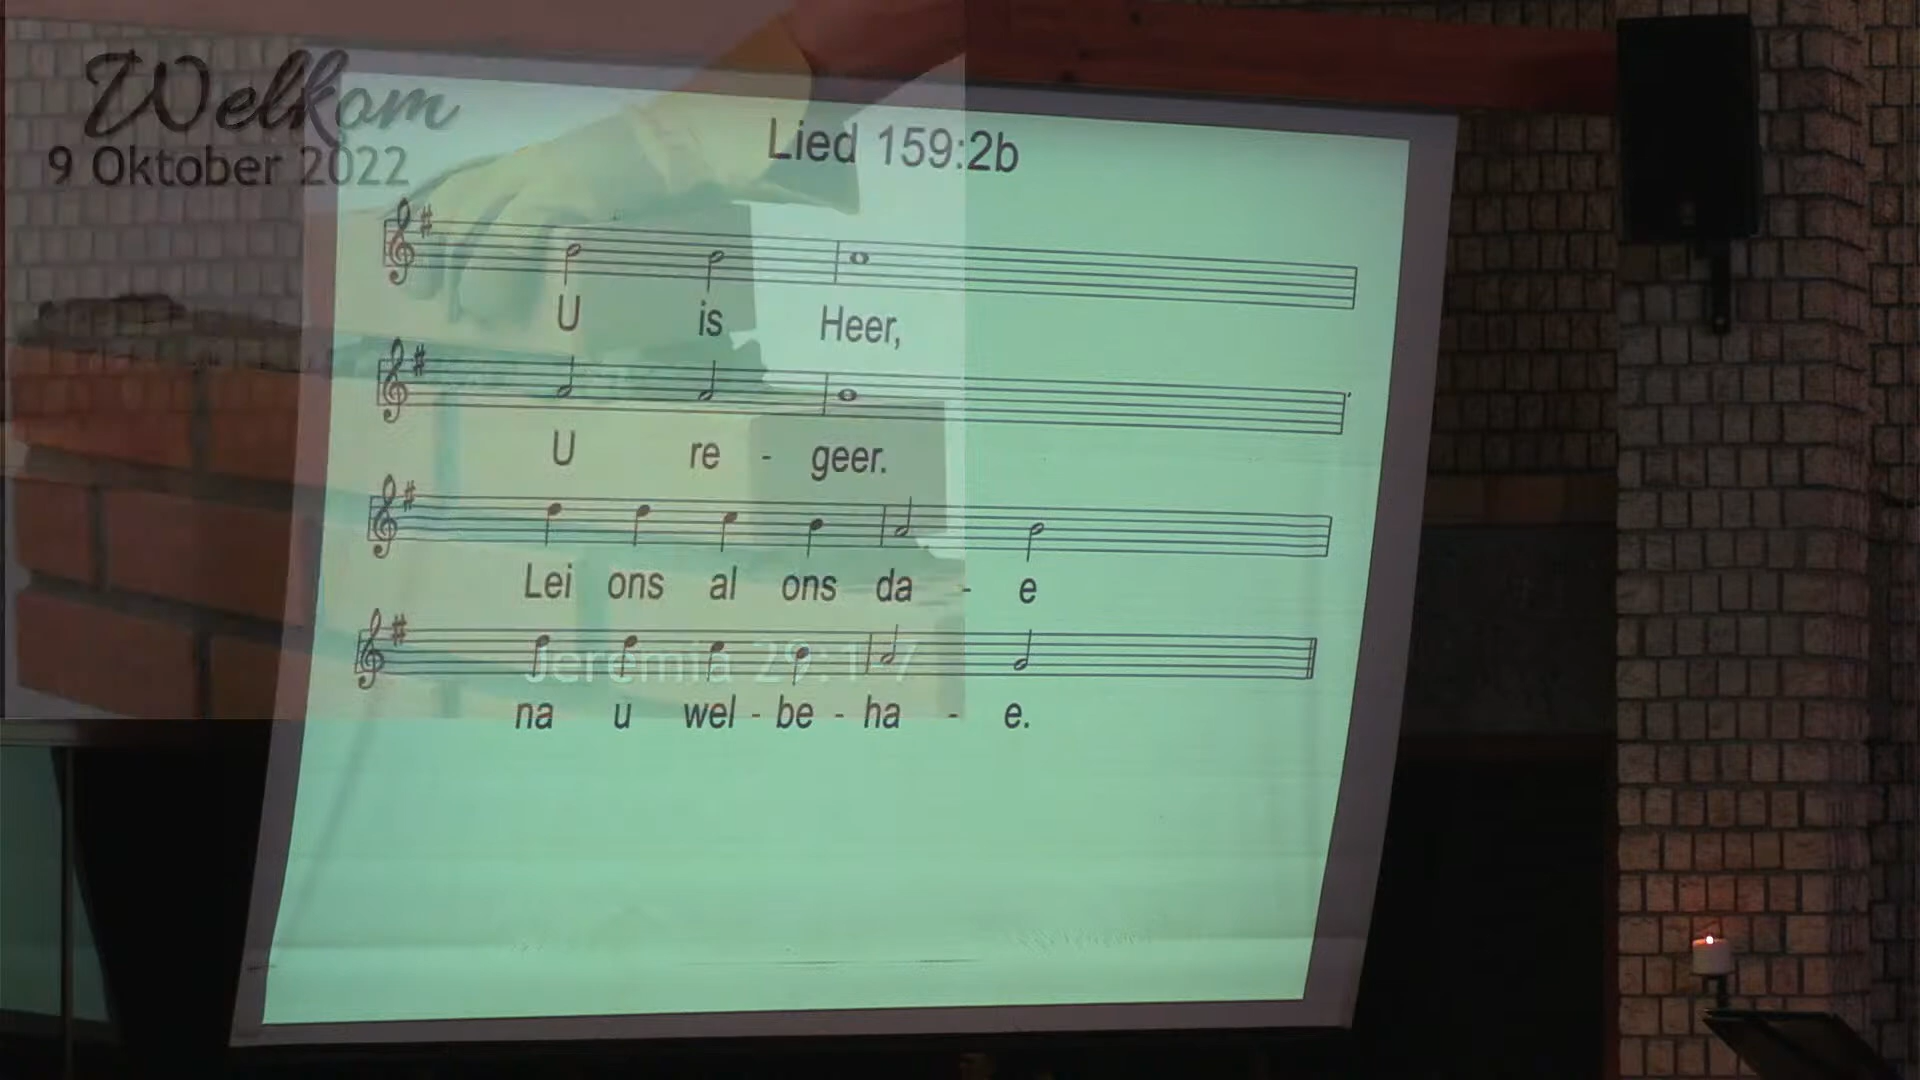 Welkom
9 Oktober 2022
Lied 159:2b
U is Heer,
U re - geer.
Lei ons al ons da - e
Jeremia 29:1-7
na u wel - be - ha - e.